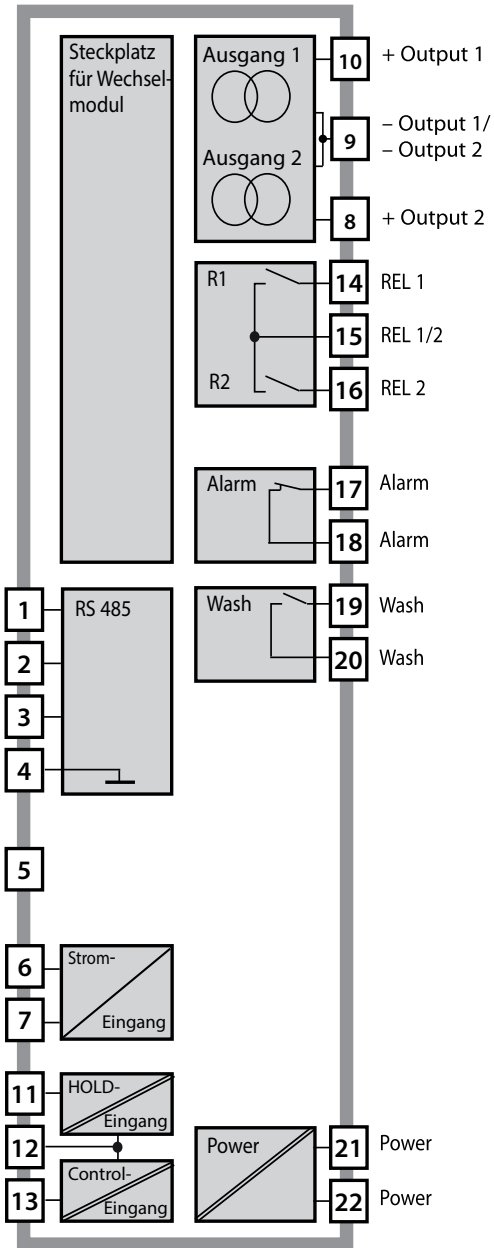 Steckplatz
für Wechsel-
modul
Ausgang 1
10
+ Output 1
9
– Output 1/
– Output 2
Ausgang 2
8
+ Output 2
R1
14
REL 1
15
REL 1/2
R2
16
REL 2
Alarm
17
Alarm
18
Alarm
1
RS 485
2
3
4
Wash
19
Wash
20
Wash
5
6
Strom-
7
Eingang
11
HOLD-
Eingang
12
Control-
13
Eingang
Power
21
Power
22
Power